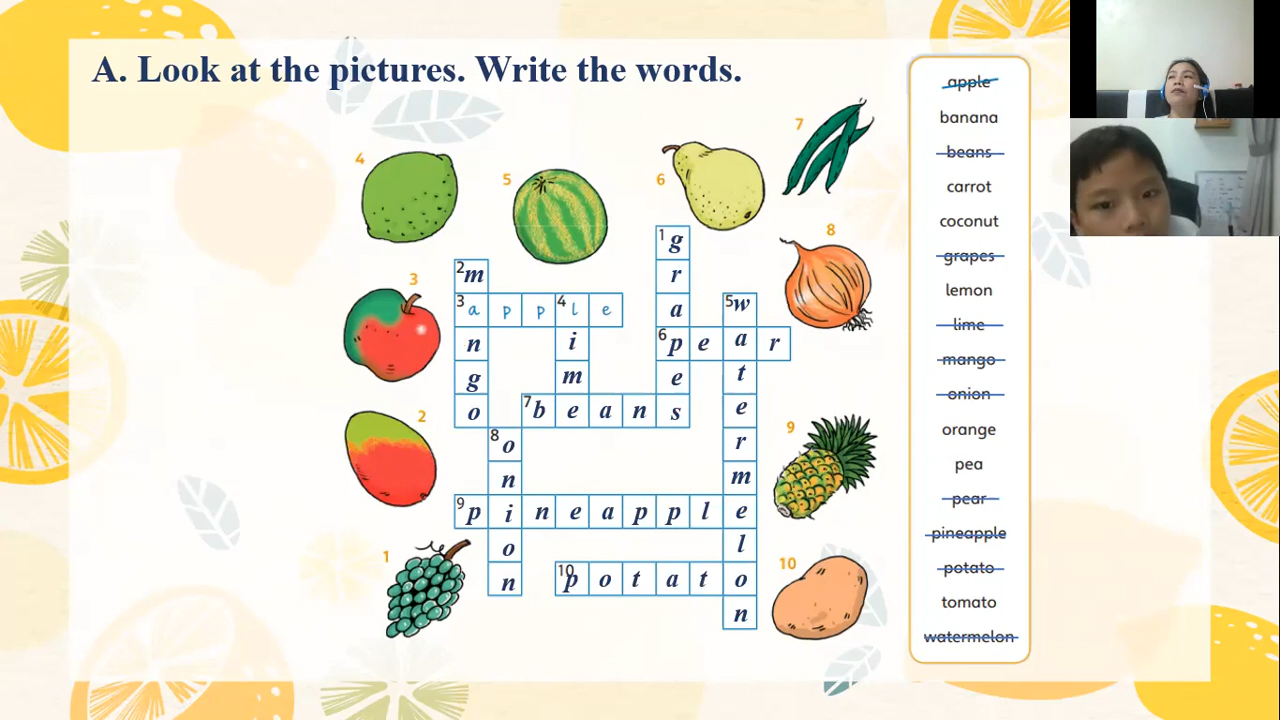 A. Look at the pictures. Write the words.
apple
banana
beans
carrot
coconut
grapes
lemon
lime
mango
onion
orange
pea
pear
pineapple
potato
tomato
watermelon
4
5
6
7
8
3
2
9
1
10
1 g
r
a
p
e
s
2 m
a
n
g
o
3 a p p l e
4 l
i
m
e
5 w
a
t
e
r
m
e
l
o
n
6 p e a r
7 b e a n s
8 o
n
i
o
n
9 p i n e a p p l e
10 p o t a t o